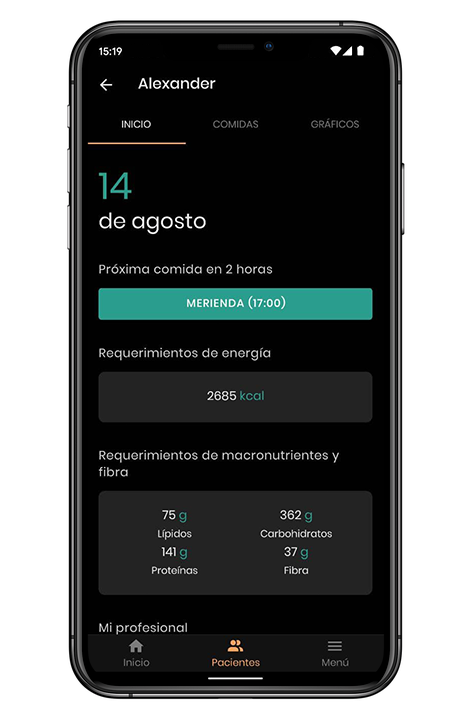 15:19
Alexander
INICIO COMIDAS GRÁFICOS
14
de agosto
Próxima comida en 2 horas
MERIENDA (17:00)
Requerimientos de energía
2685 kcal
Requerimientos de macronutrientes y
fibra
75 g 362 g
Lípidos Carbohidratos
141 g 37 g
Proteínas Fibra
Mi profesional
Inicio Pacientes Menú